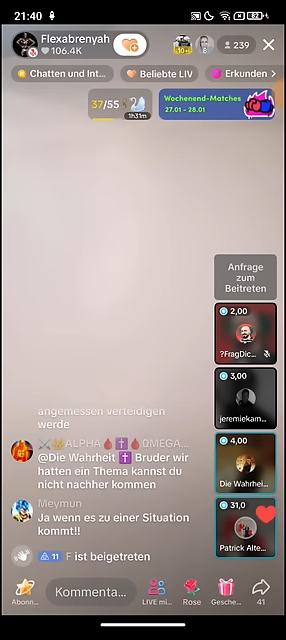 21:40
82
Flexabrenyah
106.4K
239
Chatten und Int...
Beliebte LIV
Erkunden
37/55
1h31m
Wochenend-Matches
27.01 - 28.01
Anfrage
zum
Beitreten
2,00
?FragDic...
3,00
jeremiekam...
4,00
Die Wahrhei...
31,0
Patrick Alte...
angemessen verteidigen
werde
ALPHA🩸✝️🩸ΩMEGA...
@Die Wahrheit ✝️ Bruder wir
hatten ein Thema kannst du
nicht nachher kommen
Meymun
Ja wenn es zu einer Situation
kommt!!
11 F ist beigetreten
Kommenta...
Abonn...
LIVE mi...
Rose
Gesche...
41